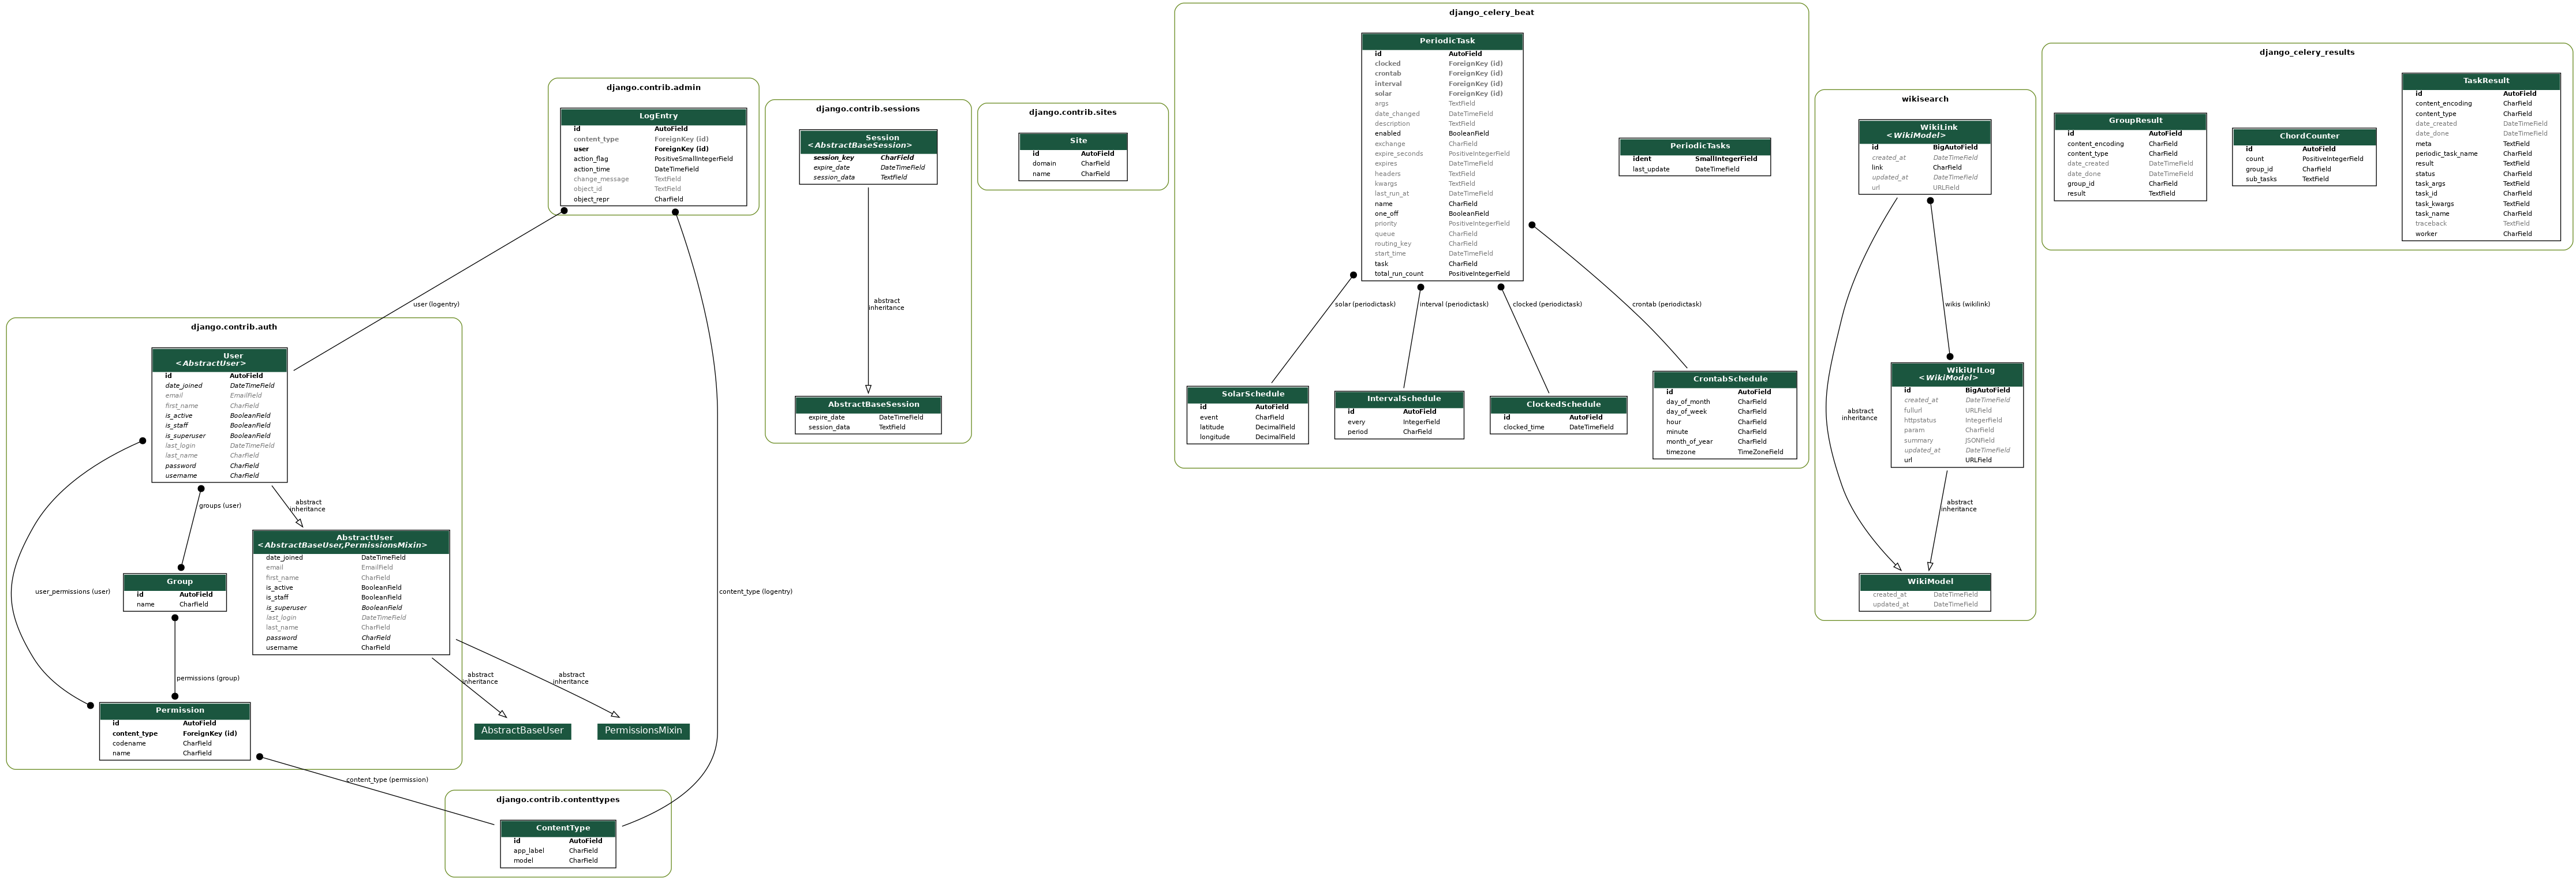 django.contrib.admin
LogEntry
id AutoField
content_type ForeignKey (id)
user ForeignKey (id)
action_flag PositiveSmallIntegerField
action_time DateTimeField
change_message TextField
object_id TextField
object_repr CharField
user (logentry)
content_type (logentry)
django.contrib.auth
User
<AbstractUser>
id AutoField
date_joined DateTimeField
email EmailField
first_name CharField
is_active BooleanField
is_staff BooleanField
is_superuser BooleanField
last_login DateTimeField
last_name CharField
password CharField
username CharField
groups (user)
abstract
inheritance
user_permissions (user)
Group
id AutoField
name CharField
permissions (group)
AbstractUser
<AbstractBaseUser,PermissionsMixin>
date_joined DateTimeField
email EmailField
first_name CharField
is_active BooleanField
is_staff BooleanField
is_superuser BooleanField
last_login DateTimeField
last_name CharField
password CharField
username CharField
abstract
inheritance
abstract
inheritance
Permission
id AutoField
content_type ForeignKey (id)
codename CharField
name CharField
AbstractBaseUser
PermissionsMixin
content_type (permission)
django.contrib.contenttypes
ContentType
id AutoField
app_label CharField
model CharField
django.contrib.sessions
Session
<AbstractBaseSession>
session_key CharField
expire_date DateTimeField
session_data TextField
abstract
inheritance
AbstractBaseSession
expire_date DateTimeField
session_data TextField
django.contrib.sites
Site
id AutoField
domain CharField
name CharField
django_celery_beat
PeriodicTask
id AutoField
clocked ForeignKey (id)
crontab ForeignKey (id)
interval ForeignKey (id)
solar ForeignKey (id)
args TextField
date_changed DateTimeField
description TextField
enabled BooleanField
exchange CharField
expire_seconds PositiveIntegerField
expires DateTimeField
headers TextField
kwargs TextField
last_run_at DateTimeField
name CharField
one_off BooleanField
priority PositiveIntegerField
queue CharField
routing_key CharField
start_time DateTimeField
task CharField
total_run_count PositiveIntegerField
PeriodicTasks
ident SmallIntegerField
last_update DateTimeField
solar (periodictask)
interval (periodictask)
clocked (periodictask)
crontab (periodictask)
SolarSchedule
id AutoField
event CharField
latitude DecimalField
longitude DecimalField
IntervalSchedule
id AutoField
every IntegerField
period CharField
ClockedSchedule
id AutoField
clocked_time DateTimeField
CrontabSchedule
id AutoField
day_of_month CharField
day_of_week CharField
hour CharField
minute CharField
month_of_year CharField
timezone TimeZoneField
wikisearch
WikiLink
<WikiModel>
id BigAutoField
created_at DateTimeField
link CharField
updated_at DateTimeField
url URLField
wikis (wikilink)
abstract
inheritance
WikiUrlLog
<WikiModel>
id BigAutoField
created_at DateTimeField
fullurl URLField
httpstatus IntegerField
param CharField
summary JSONField
updated_at DateTimeField
url URLField
abstract
inheritance
WikiModel
created_at DateTimeField
updated_at DateTimeField
django_celery_results
GroupResult
id AutoField
content_encoding CharField
content_type CharField
date_created DateTimeField
date_done DateTimeField
group_id CharField
result TextField
ChordCounter
id AutoField
count PositiveIntegerField
group_id CharField
sub_tasks TextField
TaskResult
id AutoField
content_encoding CharField
content_type CharField
date_created DateTimeField
date_done DateTimeField
meta TextField
periodic_task_name CharField
result TextField
status CharField
task_args TextField
task_id CharField
task_kwargs TextField
task_name CharField
traceback TextField
worker CharField